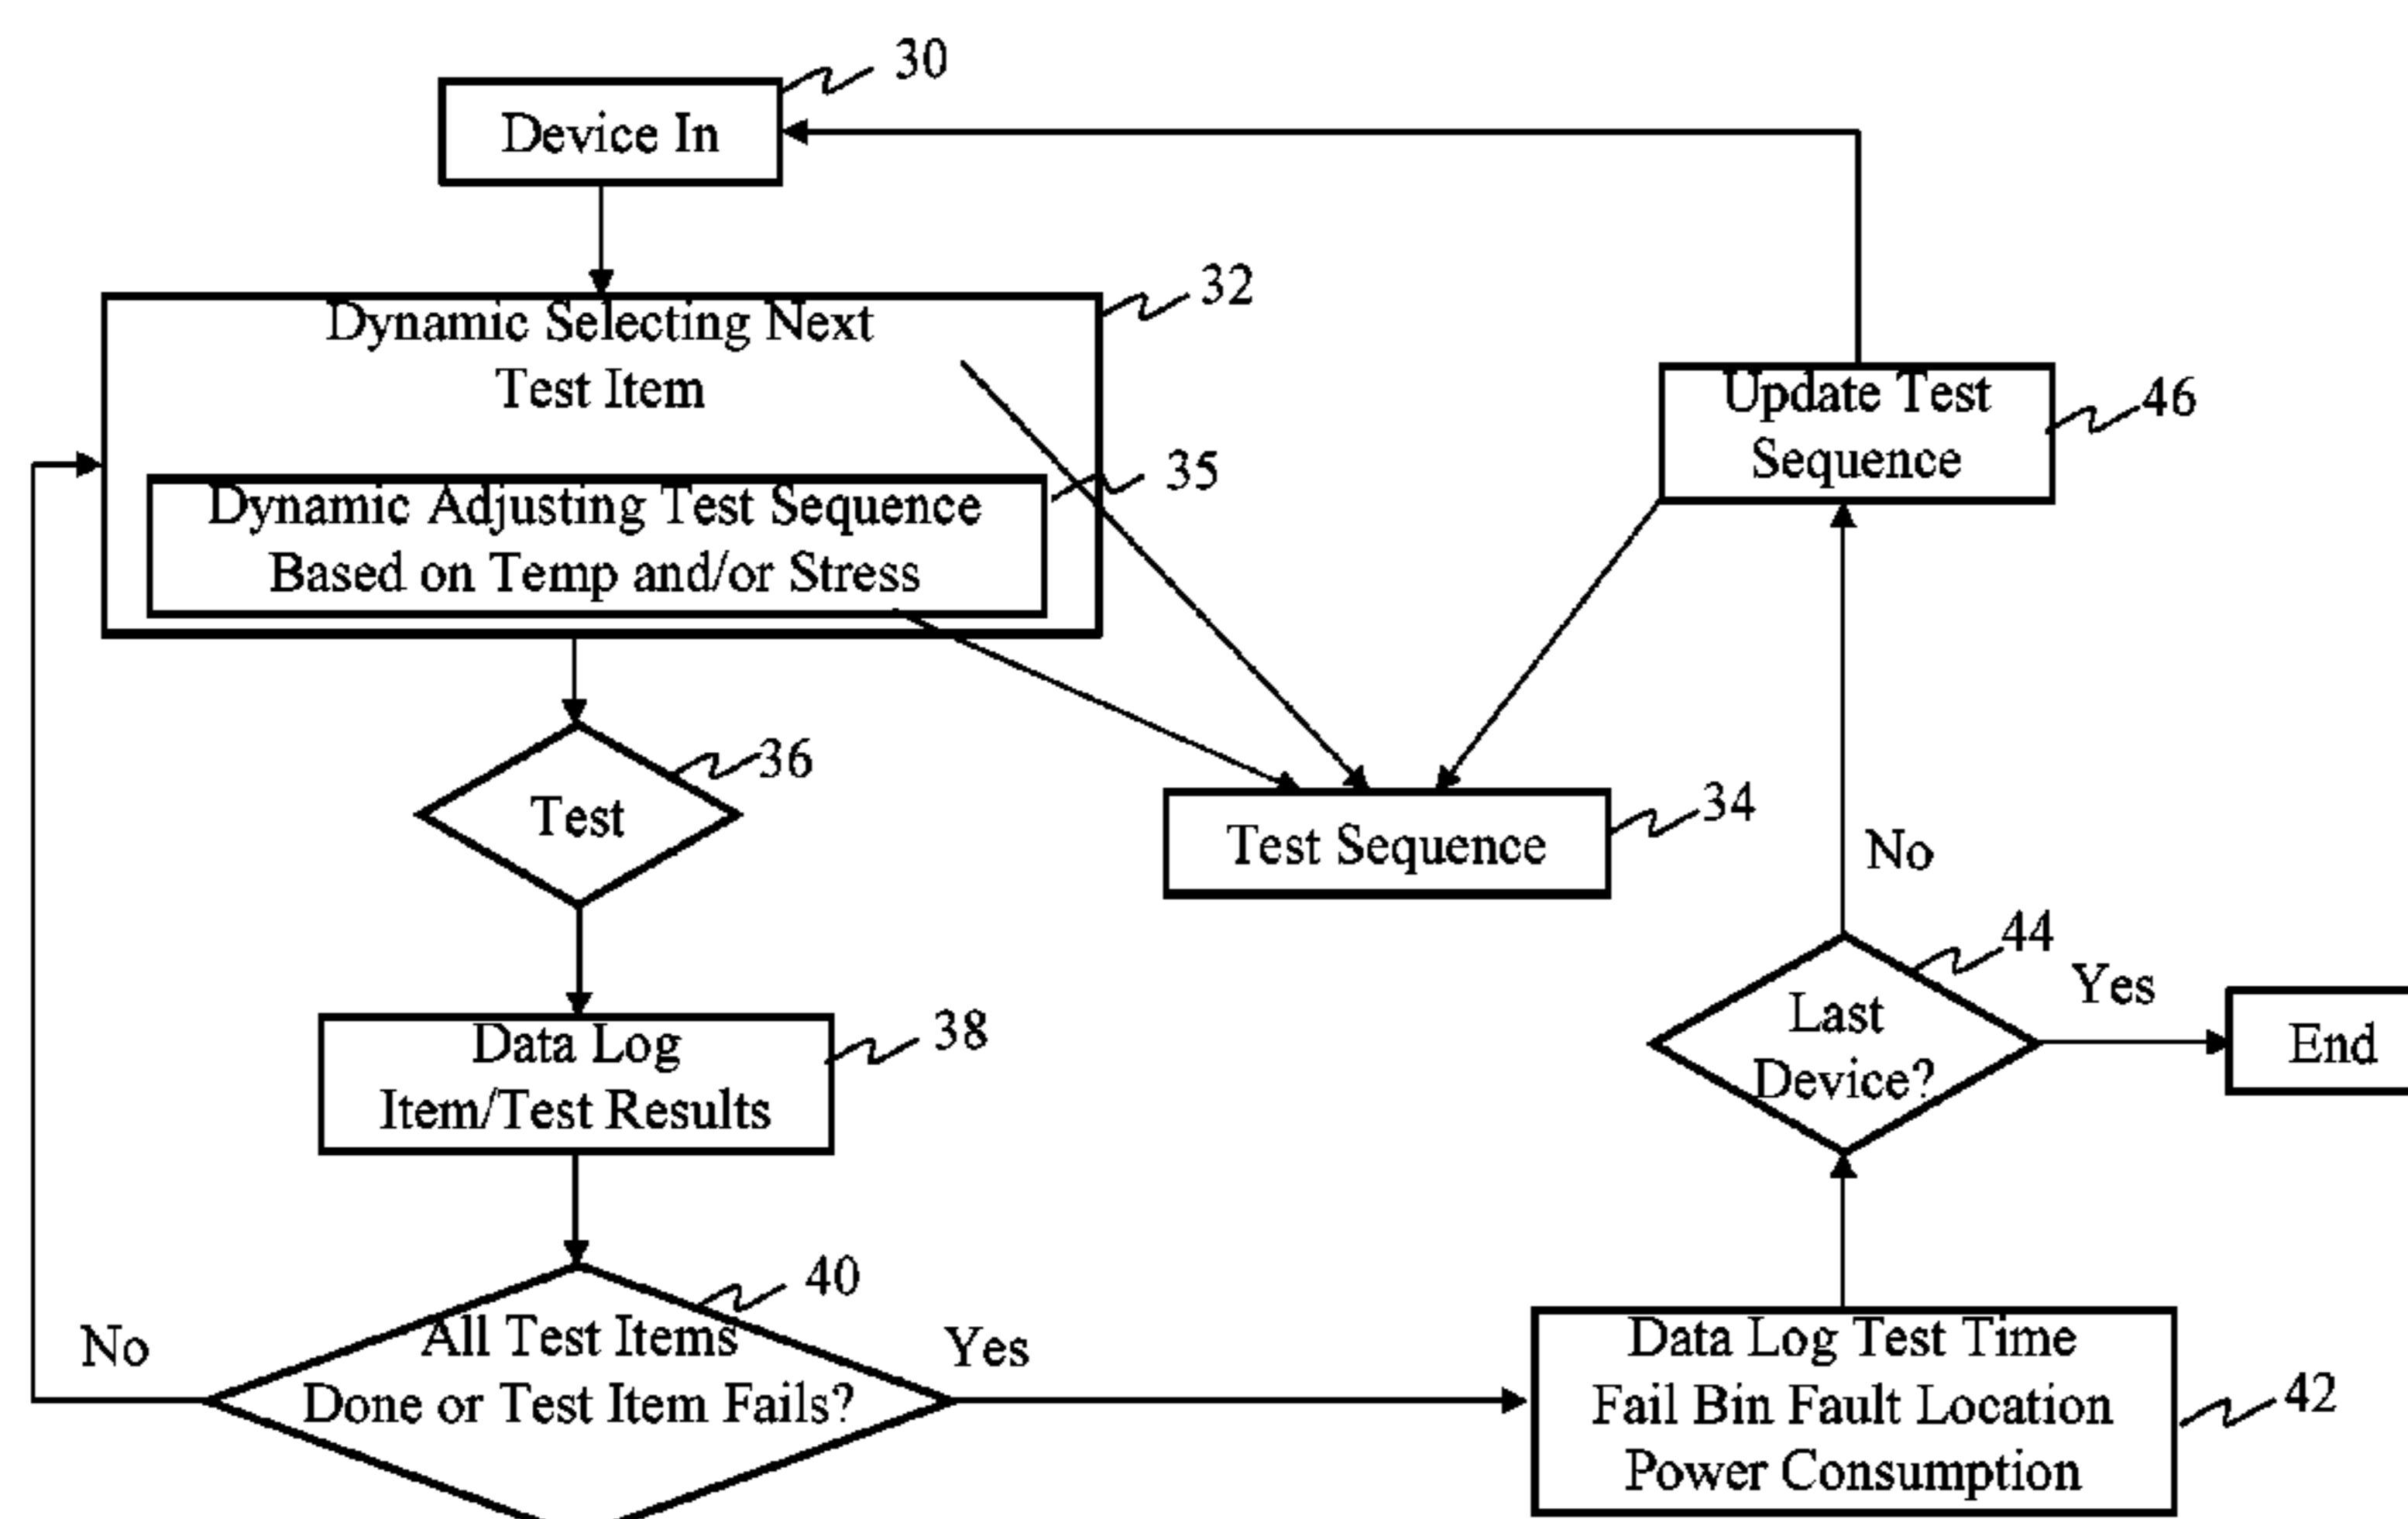 30
Device In
32
Dynamic Selecting Next
Test Item
35
Dynamic Adjusting Test Sequence
Based on Temp and/or Stress
Update Test
Sequence
46
36
Test
34
Test Sequence
No
44
Last
Device?
Yes
End
38
Data Log
Item/Test Results
40
No
All Test Items
Done or Test Item Fails?
Yes
Data Log Test Time
Fail Bin Fault Location
Power Consumption
42